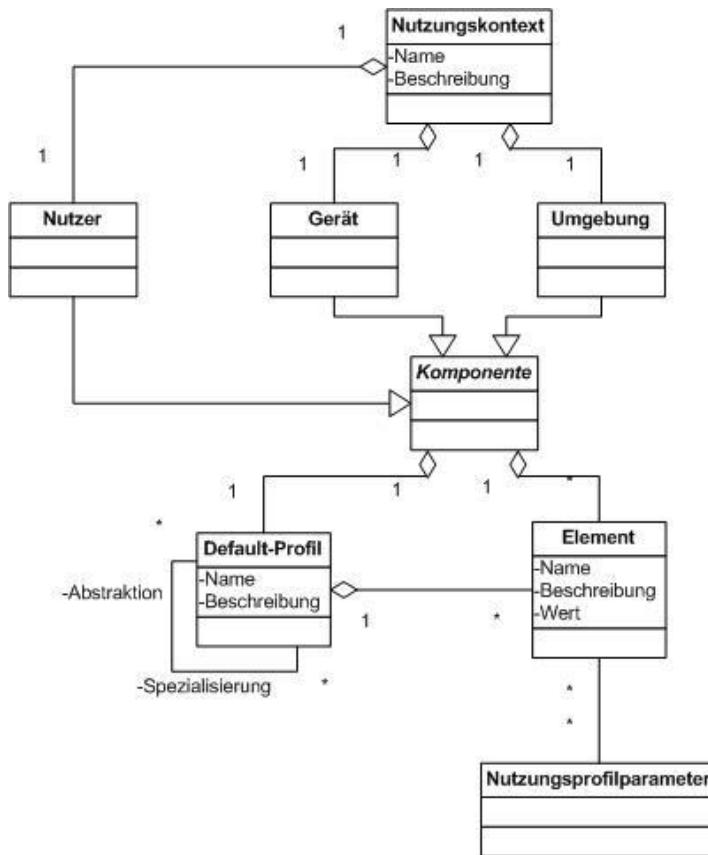 Nutzungskontext
-Name
-Beschreibung
1
1
1
1
1
1
Nutzer
Gerät
Umgebung
Komponente
1
1
1
*
Default-Profil
-Name
-Beschreibung
*
-Abstraktion
-Spezialisierung
*
1
*
Element
-Name
-Beschreibung
-Wert
*
*
Nutzungsprofilparameter